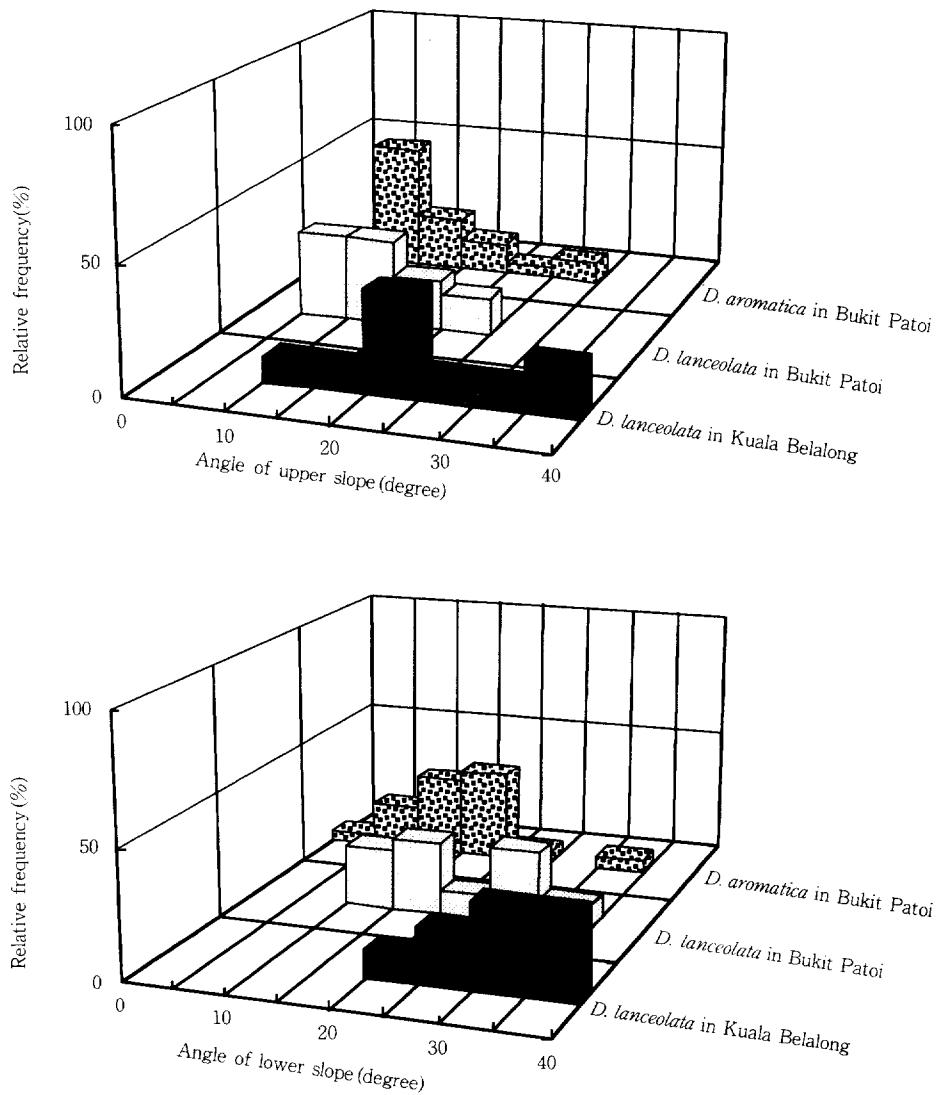 Relative frequency(%)
100
50
0
0
10
20
30
40
Angle of upper slope(degree)
D. aromatica in Bukit Patoi
D. lanceolata in Bukit Patoi
D. lanceolata in Kuala Belalong
Relative frequency(%)
100
50
0
0
10
20
30
40
Angle of lower slope(degree)
D. aromatica in Bukit Patoi
D. lanceolata in Bukit Patoi
D. lanceolata in Kuala Belalong